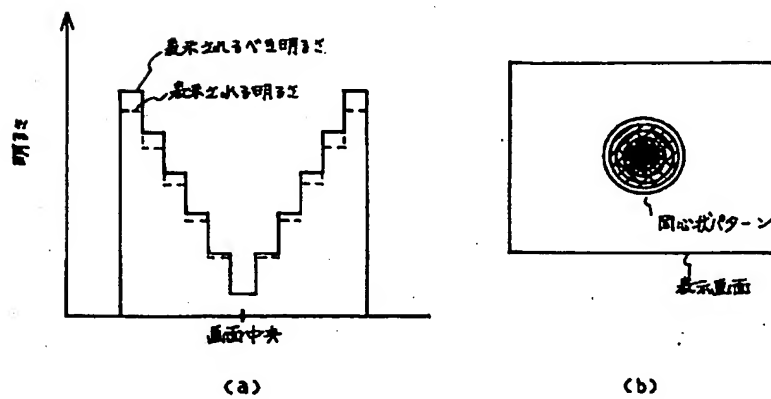 表示されるべき明るさ
表示される明るさ
明るさ
画面中央
(a)
同心状パターン
表示画面
(b)